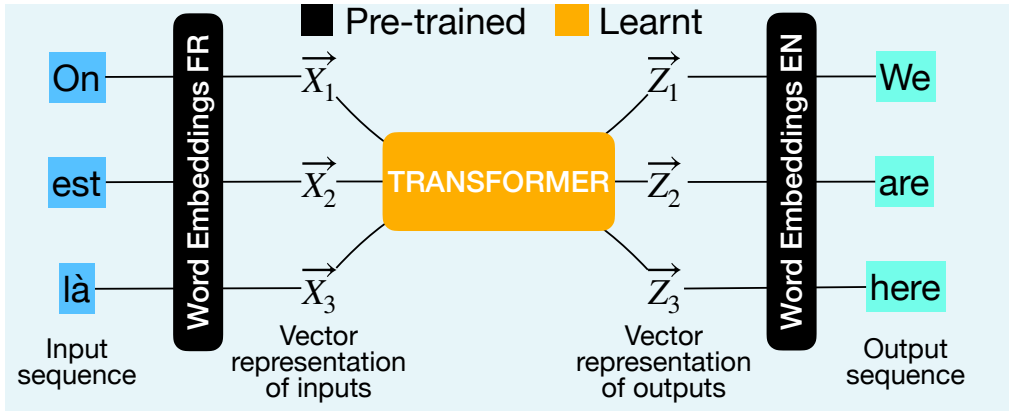 Pre-trained Learnt
On
est
là
Word Embeddings FR
X₁
X₂
X₃
TRANSFORMER
Z₁
Z₂
Z₃
Word Embeddings EN
We
are
here
Input
sequence
Vector
representation
of inputs
Vector
representation
of outputs
Output
sequence